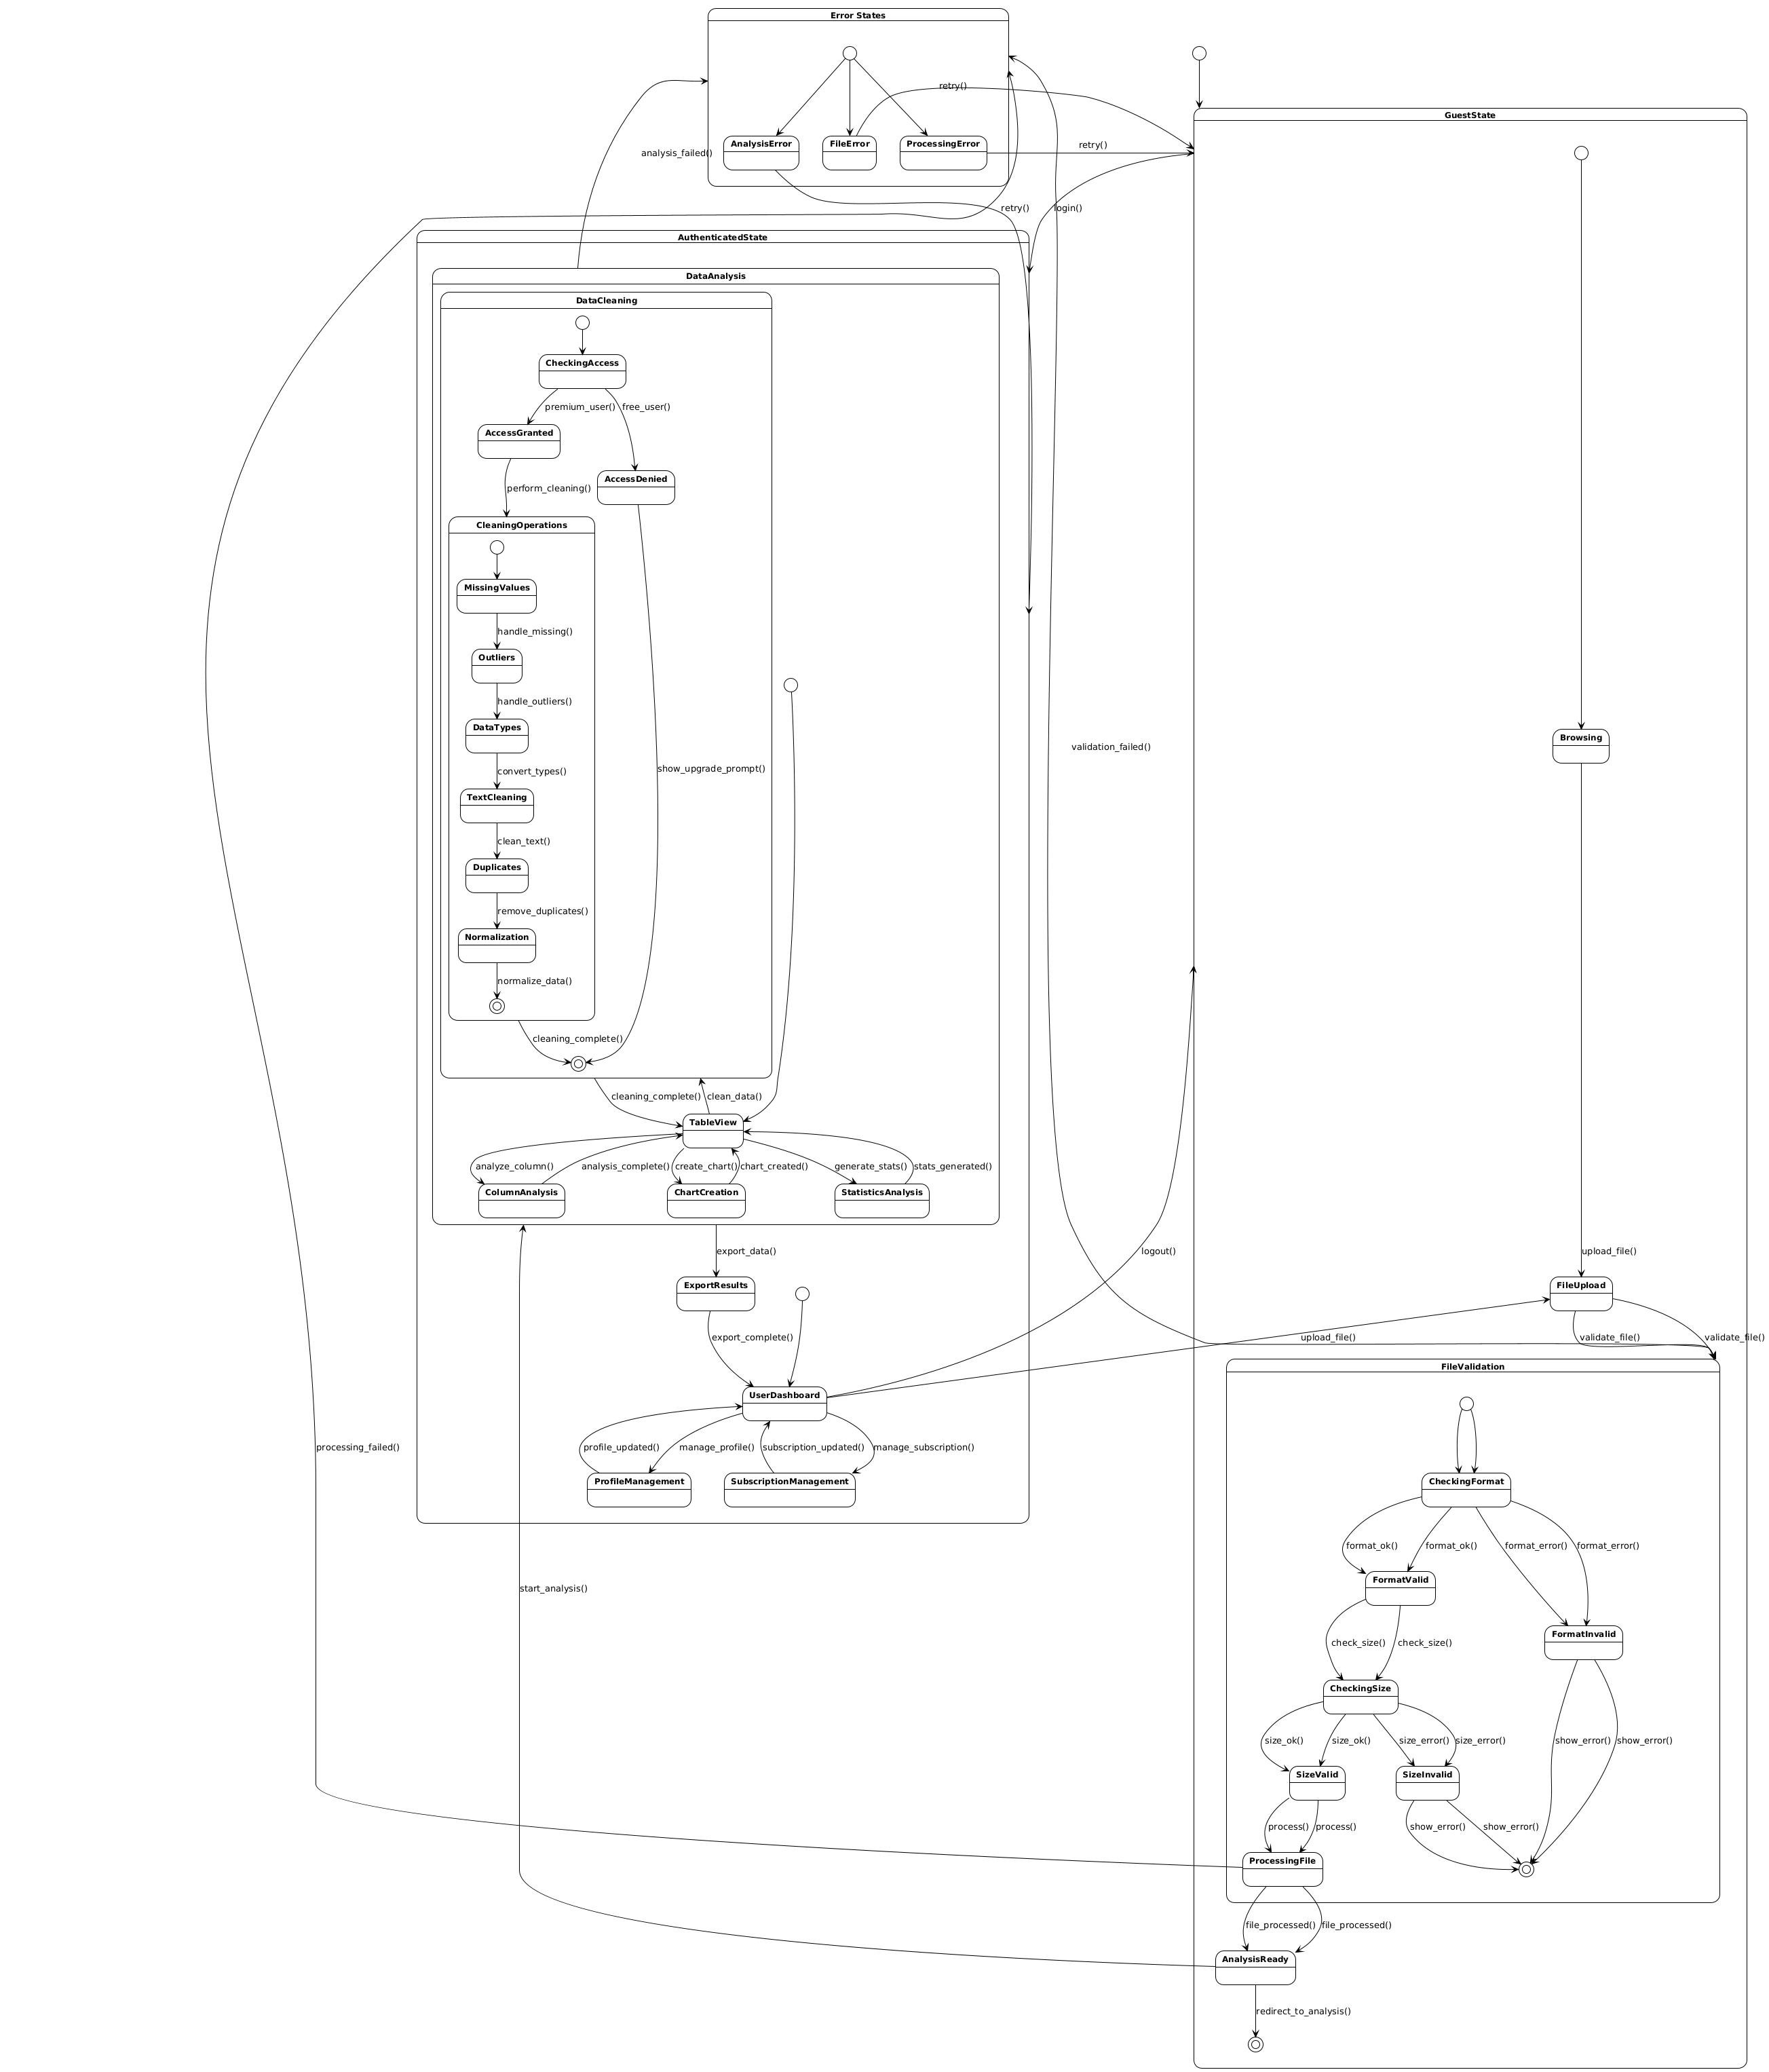 Error States
GuestState
retry()
AnalysisError
FileError
ProcessingError
retry()
analysis_failed()
retry()
login()
AuthenticatedState
DataAnalysis
DataCleaning
CheckingAccess
premium_user()
free_user()
AccessGranted
AccessDenied
perform_cleaning()
CleaningOperations
MissingValues
handle_missing()
Outliers
handle_outliers()
DataTypes
Browsing
validation_failed()
convert_types()
show_upgrade_prompt()
TextCleaning
clean_text()
Duplicates
remove_duplicates()
Normalization
normalize_data()
cleaning_complete()
cleaning_complete()
clean_data()
TableView
analyze_column()
analysis_complete()
create_chart()
chart_created()
generate_stats()
stats_generated()
ColumnAnalysis
ChartCreation
StatisticsAnalysis
export_data()
logout()
upload_file()
ExportResults
FileUpload
export_complete()
upload_file()
validate_file()
validate_file()
FileValidation
UserDashboard
profile_updated()
manage_profile()
subscription_updated()
manage_subscription()
processing_failed()
ProfileManagement
SubscriptionManagement
CheckingFormat
format_ok()
format_ok()
format_error()
format_error()
FormatValid
start_analysis()
FormatInvalid
check_size()
check_size()
CheckingSize
size_ok()
size_ok()
size_error()
size_error()
show_error()
show_error()
SizeValid
SizeInvalid
process()
process()
show_error()
show_error()
ProcessingFile
file_processed()
file_processed()
AnalysisReady
redirect_to_analysis()